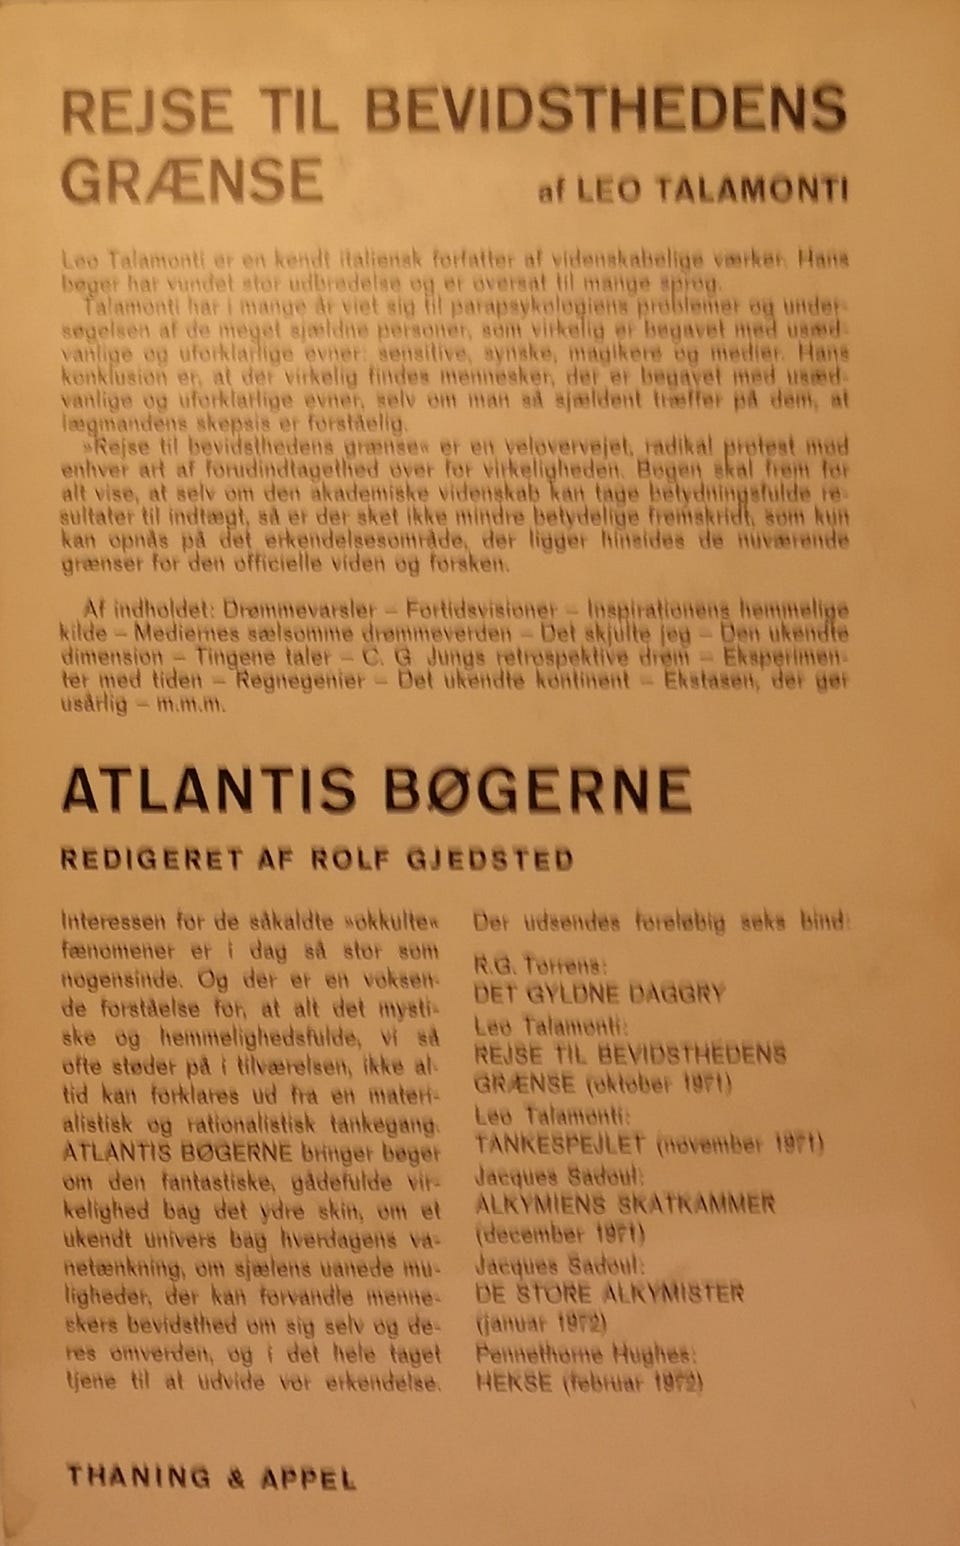 REJSE TIL BEVIDSTHEDENS
GRÆNSE
af LEO TALAMONTI
Leo Talamonti er en kendt italiensk forfatter af videnskabelige værker. Hans
bøger har vundet stor udbredelse og er oversat til mange sprog.
Talamonti har i mange år viet sig til parapsykologiens problemer og under-
søgelsen af de meget sjældne personer, som virkelig er begavet med usæd-
vanlige og uforklarlige evner: sensitive, synske, magikere og medier. Hans
konklusion er, at der virkelig findes mennesker, der er begavet med usæd-
vanlige og uforklarlige evner, selv om man så sjældent træffer på dem, at
lægmandens skepsis er forståelig.
»Rejse til bevidsthedens grænse« er en velovervejet, radikal protest mod
enhver art af forudindtagethed over for virkeligheden. Bogen skal frem for
alt vise, at selv om den akademiske videnskab kan tage betydningsfulde re-
sultater til indtægt, så er der sket ikke mindre betydelige fremskridt, som kun
kan opnås på det erkendelsesområde, der ligger hinsides de nuværende
grænser for den officielle viden og forsken.
Af indholdet: Drømmevarsler – Fortidsvisioner – Inspirationens hemmelige
kilde – Mediernes sælsomme drømmeverden – Det skjulte jeg – Den ukendte
dimension – Tingene taler – C. G. Jungs retrospektive drøm – Eksperimen-
ter med tiden – Regnegenier – Det ukendte kontinent – Ekstasen, der gør
usårlig – m.m.m.
ATLANTIS BØGERNE
REDIGERET AF ROLF GJEDSTED
Interessen for de såkaldte »okkulte«
fænomener er i dag så stor som
nogensinde. Og der er en voksen-
de forståelse for, at alt det mysti-
ske og hemmelighedsfulde, vi så
ofte støder på i tilværelsen, ikke al-
tid kan forklares ud fra en materi-
alistisk og rationalistisk tankegang.
ATLANTIS BØGERNE bringer bøger
om den fantastiske, gådefulde vir-
kelighed bag det ydre skin, om et
ukendt univers bag hverdagens va-
netænkning, om sjælens uanede mu-
ligheder, der kan forvandle menne-
skers bevidsthed om sig selv og de-
res omverden, og i det hele taget
tjene til at udvide vor erkendelse.
Der udsendes foreløbig seks bind:
R.G. Torrens:
DET GYLDNE DAGGRY
Leo Talamonti:
REJSE TIL BEVIDSTHEDENS
GRÆNSE (oktober 1971)
Leo Talamonti:
TANKESPEJLET (november 1971)
Jacques Sadoul:
ALKYMIENS SKATKAMMER
(december 1971)
Jacques Sadoul:
DE STORE ALKYMISTER
(januar 1972)
Pennethorne Hughes:
HEKSE (februar 1972)
THANING & APPEL